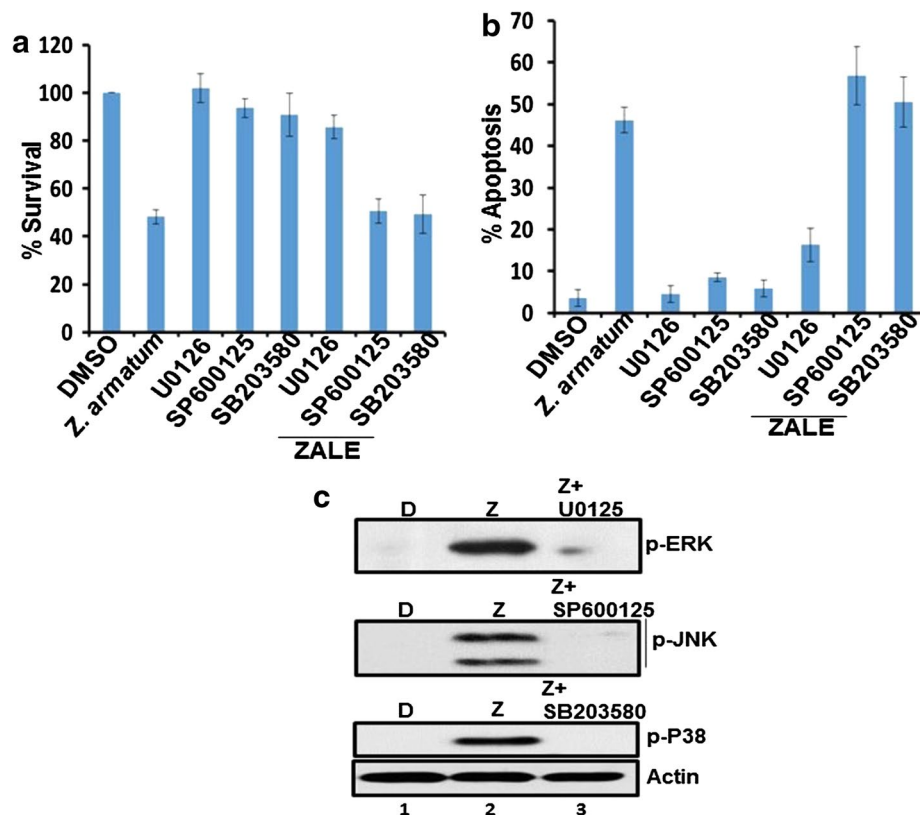 a
120
100
80
60
40
20
0
% Survival
DMSO
Z. armatum
U0126
SP600125
SB203580
U0126
SP600125
SB203580
ZALE
b
70
60
50
40
30
20
10
0
% Apoptosis
DMSO
Z. armatum
U0126
SP600125
SB203580
U0126
SP600125
SB203580
ZALE
c
D Z Z+ U0125
p-ERK
D Z Z+ SP600125
p-JNK
D Z Z+ SB203580
p-P38
Actin
1 2 3